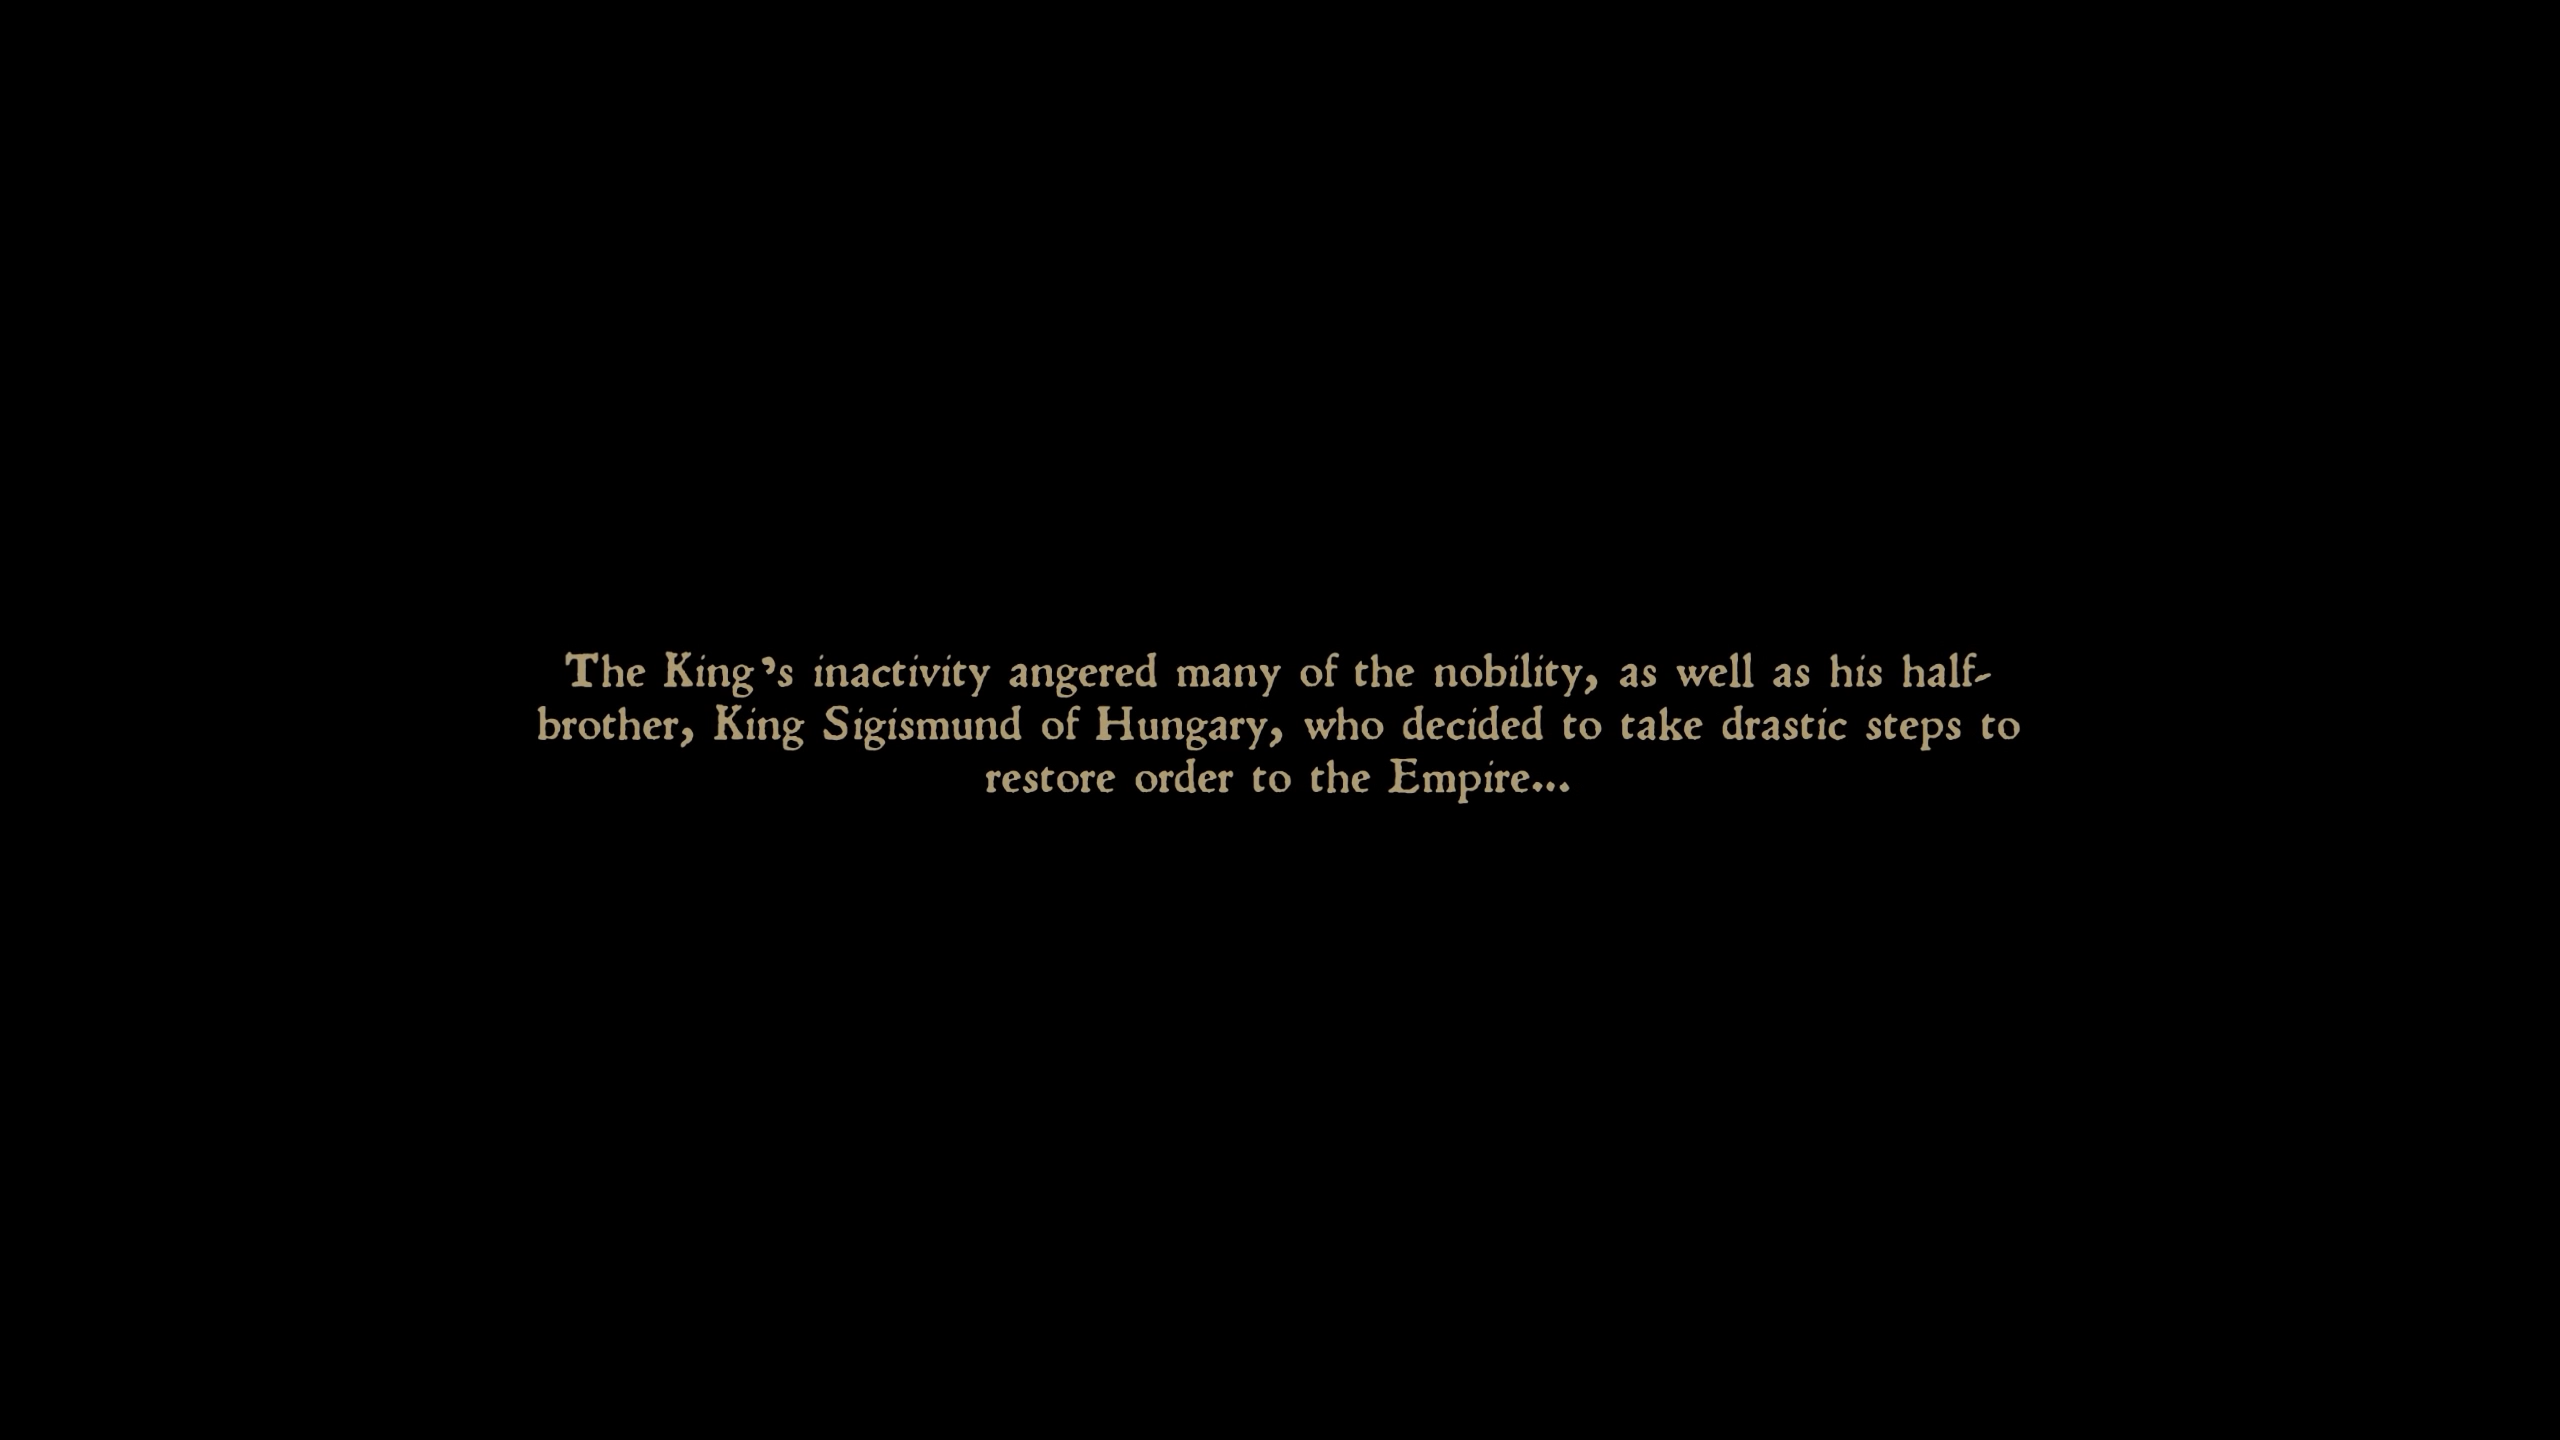 The King's inactivity angered many of the nobility, as well as his half-
brother, King Sigismund of Hungary, who decided to take drastic steps to
restore order to the Empire...